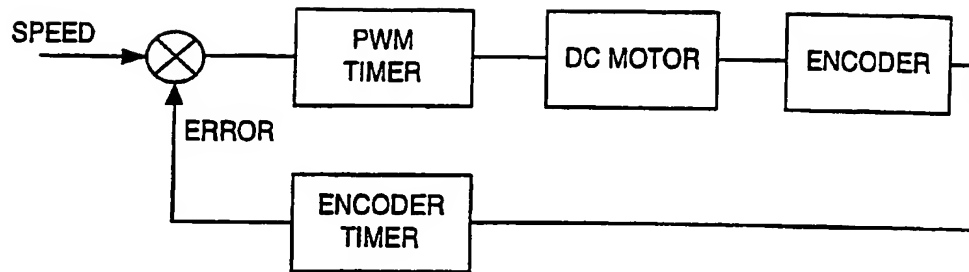 SPEED
PWM
TIMER
DC MOTOR
ENCODER
ERROR
ENCODER
TIMER